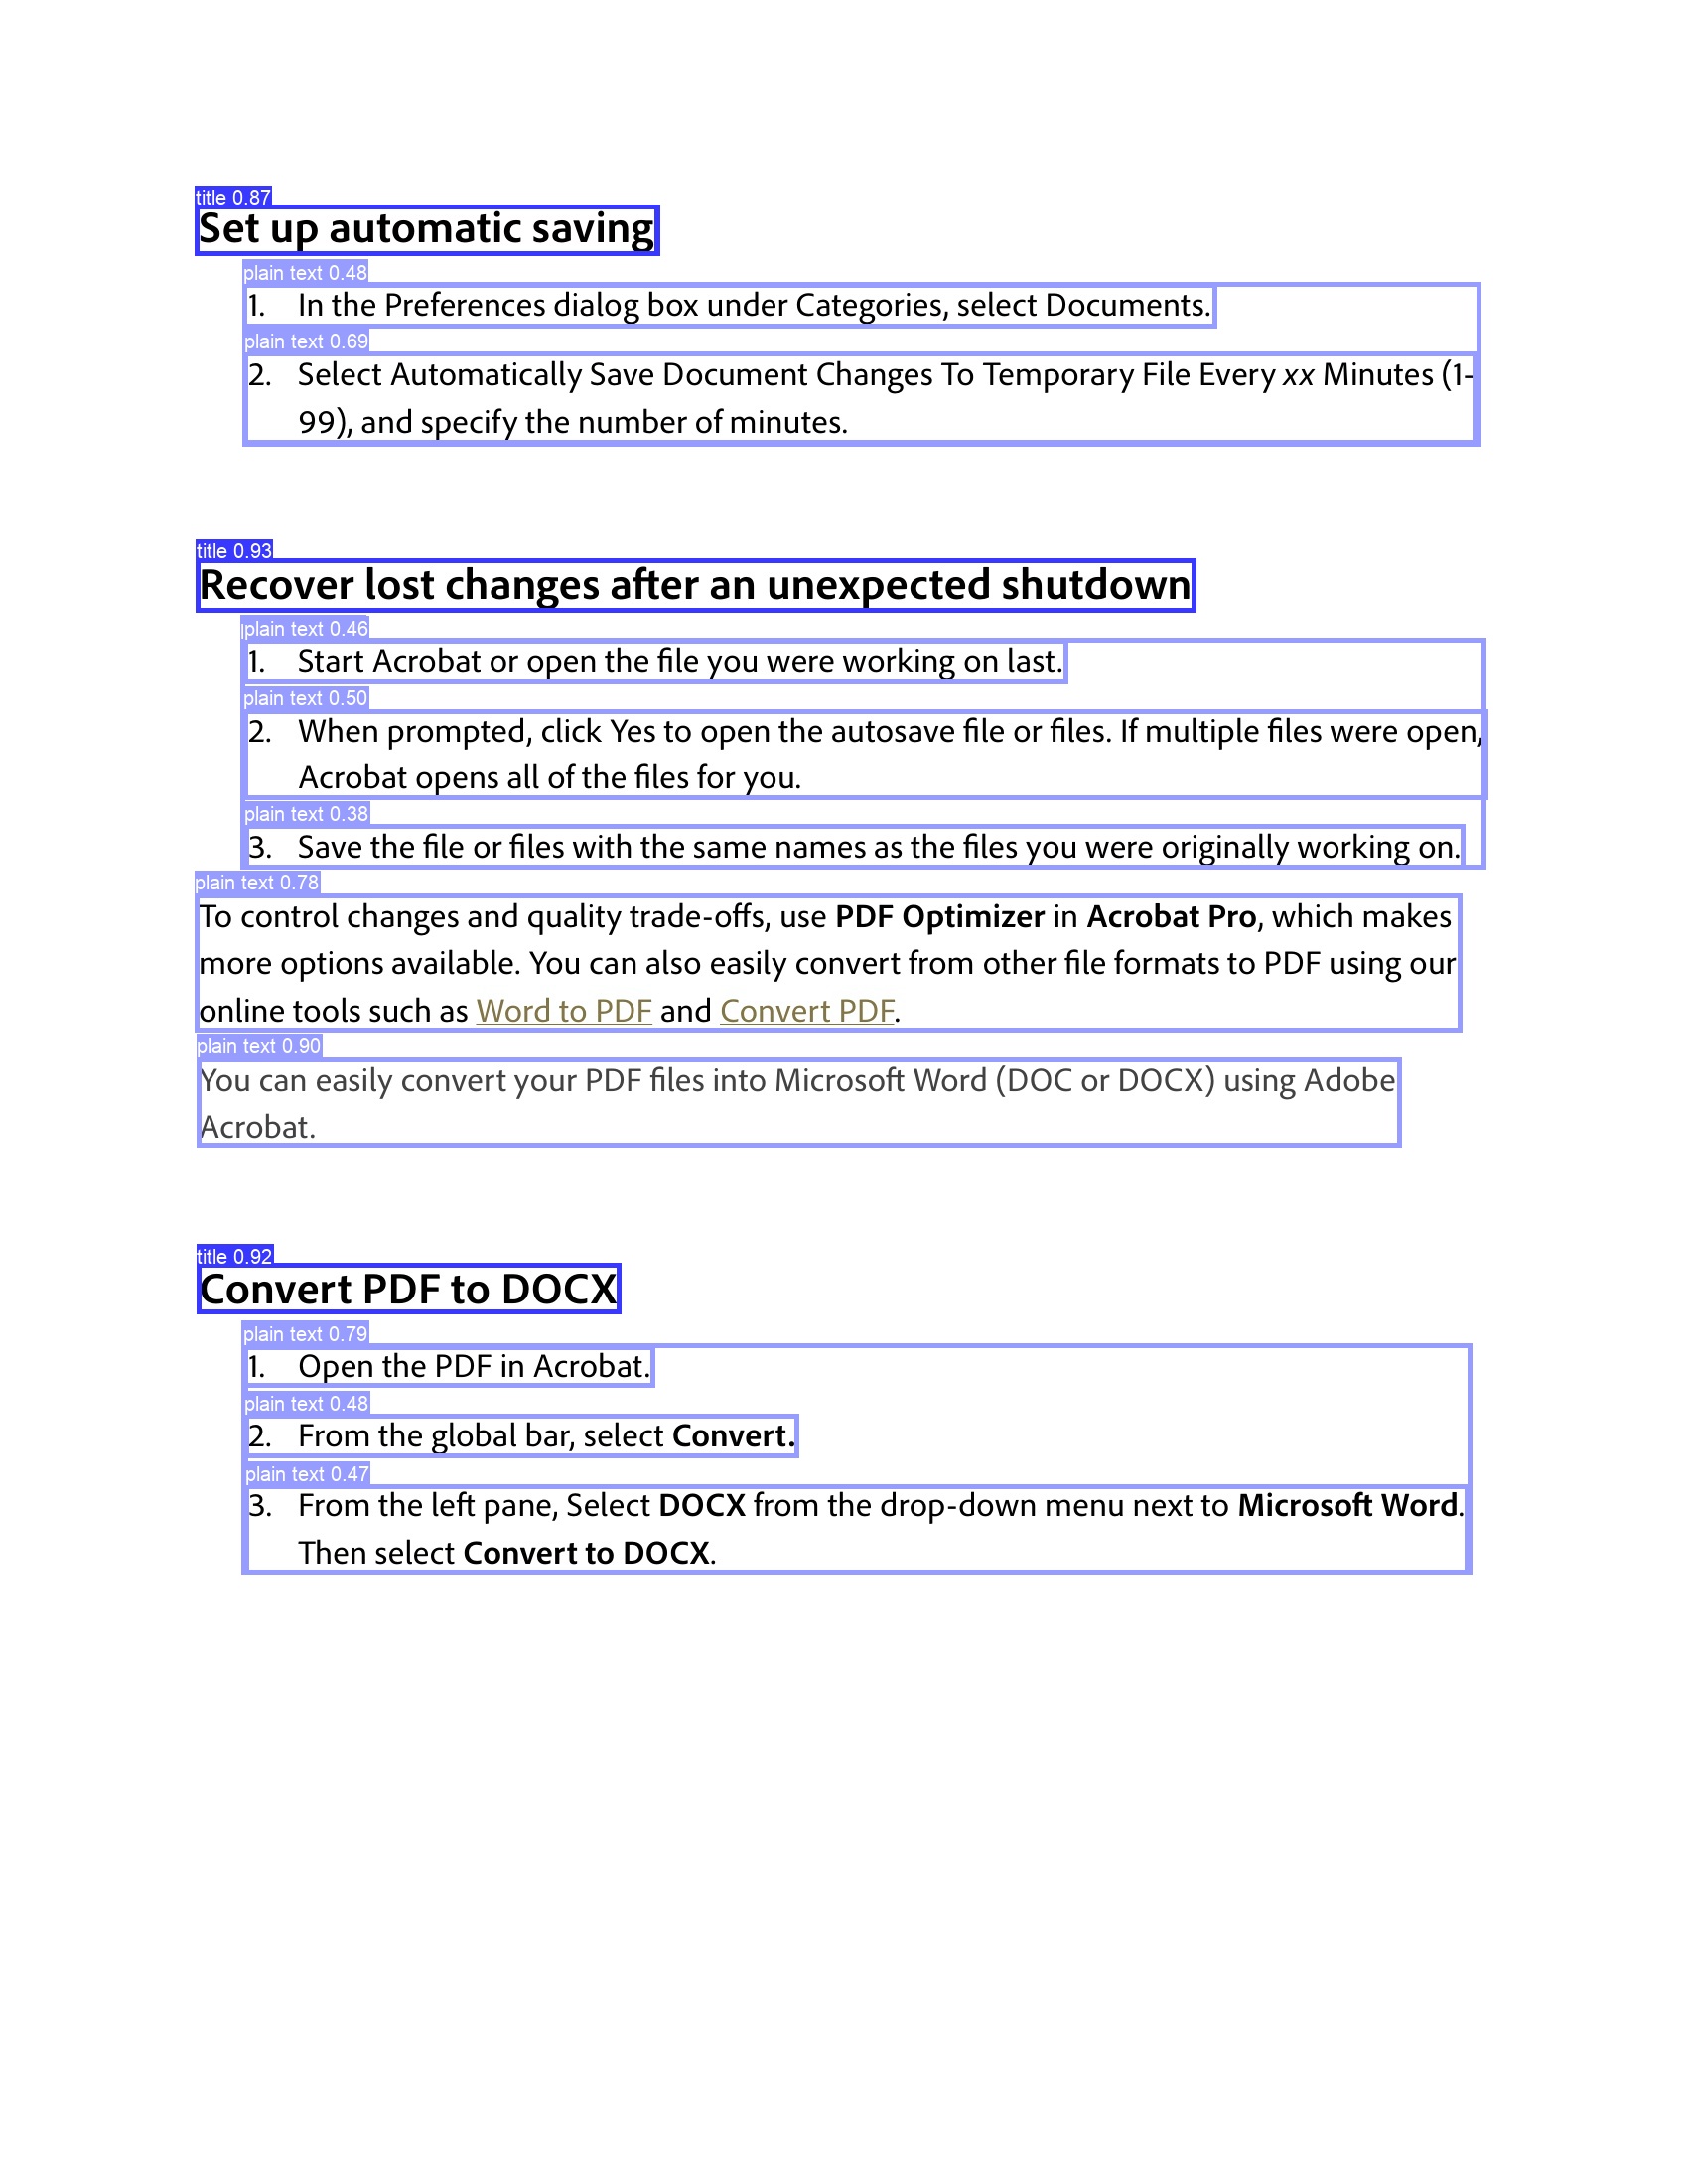 title 0.87
Set up automatic saving
plain text 0.48
1. In the Preferences dialog box under Categories, select Documents.
plain text 0.69
2. Select Automatically Save Document Changes To Temporary File Every xx Minutes (1-
99), and specify the number of minutes.
title 0.93
Recover lost changes after an unexpected shutdown
plain text 0.46
1. Start Acrobat or open the file you were working on last.
plain text 0.50
2. When prompted, click Yes to open the autosave file or files. If multiple files were open,
Acrobat opens all of the files for you.
plain text 0.38
3. Save the file or files with the same names as the files you were originally working on.
plain text 0.78
To control changes and quality trade-offs, use PDF Optimizer in Acrobat Pro, which makes
more options available. You can also easily convert from other file formats to PDF using our
online tools such as Word to PDF and Convert PDF.
plain text 0.90
You can easily convert your PDF files into Microsoft Word (DOC or DOCX) using Adobe
Acrobat.
title 0.92
Convert PDF to DOCX
plain text 0.79
1. Open the PDF in Acrobat.
plain text 0.48
2. From the global bar, select Convert.
plain text 0.47
3. From the left pane, Select DOCX from the drop-down menu next to Microsoft Word.
Then select Convert to DOCX.